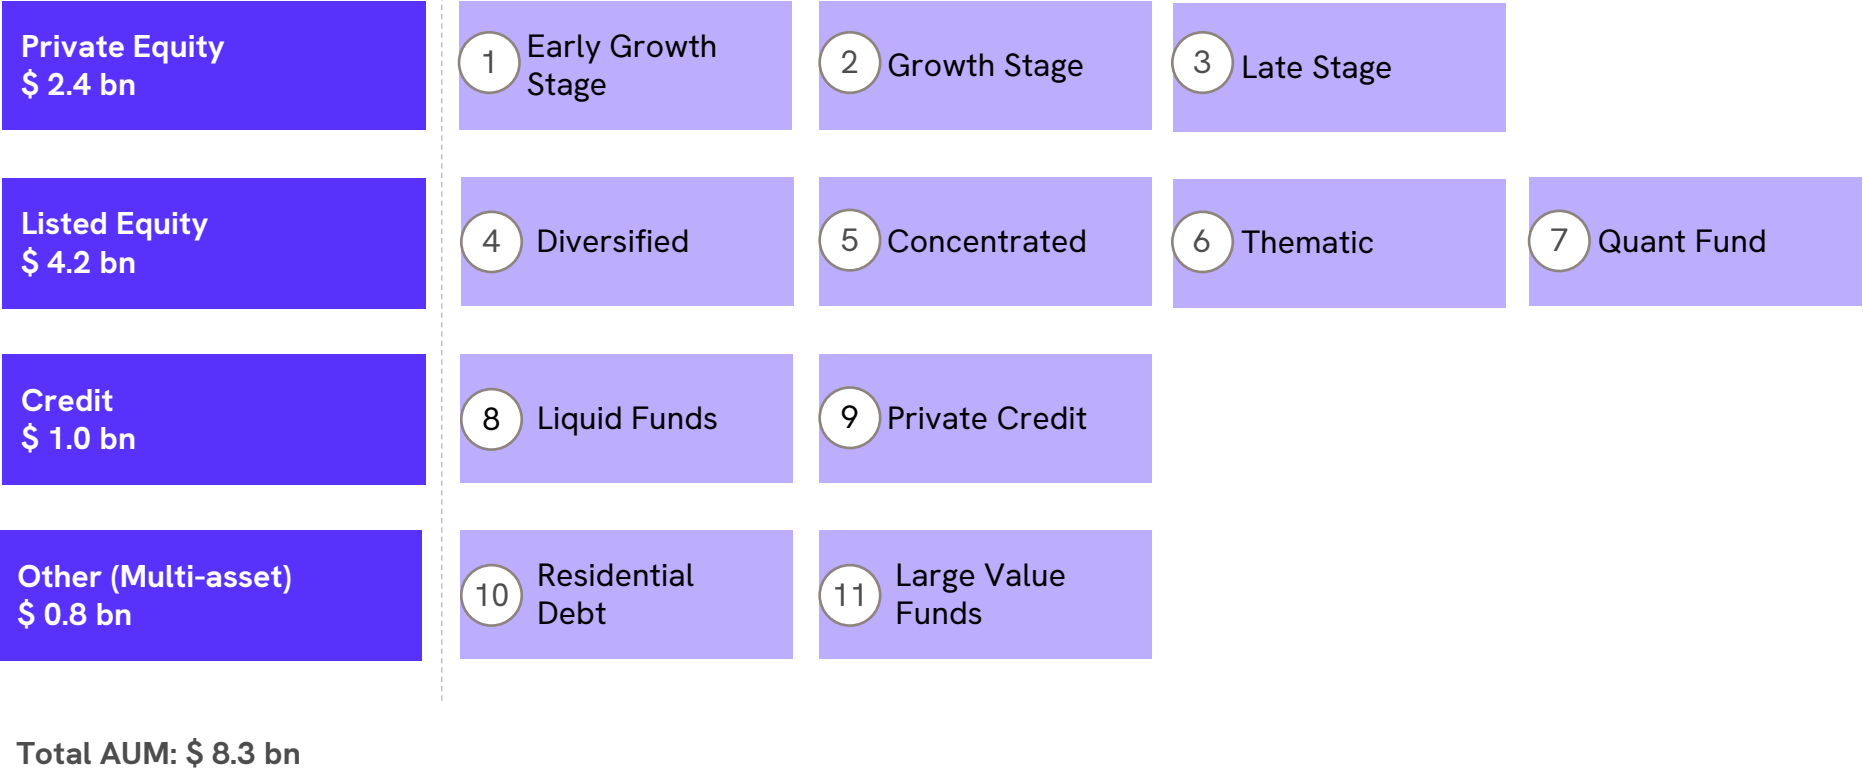 Private Equity
$ 2.4 bn
1
Early Growth
Stage
2
Growth Stage
3
Late Stage
Listed Equity
$ 4.2 bn
4
Diversified
5
Concentrated
6
Thematic
7
Quant Fund
Credit
$ 1.0 bn
8
Liquid Funds
9
Private Credit
Other (Multi-asset)
$ 0.8 bn
10
Residential
Debt
11
Large Value
Funds
Total AUM: $ 8.3 bn